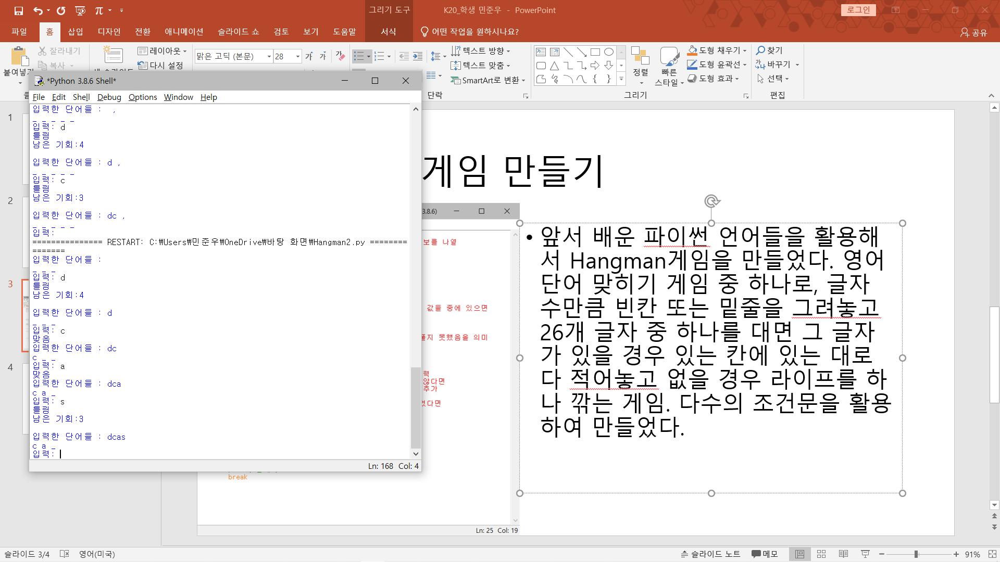 그리기 도구
K20_학생 민준우 - PowerPoint
로그인
파일 홈 삽입 디자인 전환 애니메이션 슬라이드 쇼 검토 보기 도움말 서식 어떤 작업을 원하시나요? 공유
잘라내기
복사
레이아웃
다시 설정
맑은 고딕 (본문) 28
텍스트 방향
텍스트 맞춤
SmartArt로 변환
단락
정렬
빠른
스타일
도형 채우기
도형 윤곽선
도형 효과
그리기
찾기
바꾸기
선택
편집
*Python 3.8.6 Shell*
File Edit Shell Debug Options Window Help
입력한 단어들 :  ,
_ _ _ _ _
입력: d
틀림
남은 기회:4
입력한 단어들 : d ,
_ _ _ _ _
입력: c
틀림
남은 기회:3
입력한 단어들 : dc ,
_ _ _ _ _
입력:
=============== RESTART: C:\Users\민준우\OneDrive\바탕 화면\Hangman2.py ========
=======
입력한 단어들 :
_ _ _
입력: d
틀림
남은 기회:4
입력한 단어들 : d
_ _ _
입력: c
맞음
입력한 단어들 : dc
c _ _
입력: a
맞음
입력한 단어들 : dca
c a _
입력: s
틀림
남은 기회:3
입력한 단어들 : dcas
c a _
입력:
Ln: 168 Col: 4
1
2
3
4
게임 만들기
3.8.6)
보를 나열
값들 중에 있으면
못했음을 의미
력
않다면
추가
다면
break
Ln: 25 Col: 19
• 앞서 배운 파이썬 언어들을 활용해
서 Hangman게임을 만들었다. 영어
단어 맞히기 게임 중 하나로, 글자
수만큼 빈칸 또는 밑줄을 그려놓고
26개 글자 중 하나를 대면 그 글자
가 있을 경우 있는 칸에 있는 대로
다 적어놓고 없을 경우 라이프를 하
나 깎는 게임. 다수의 조건문을 활용
하여 만들었다.
슬라이드 3/4 영어(미국) 슬라이드 노트 메모 91%